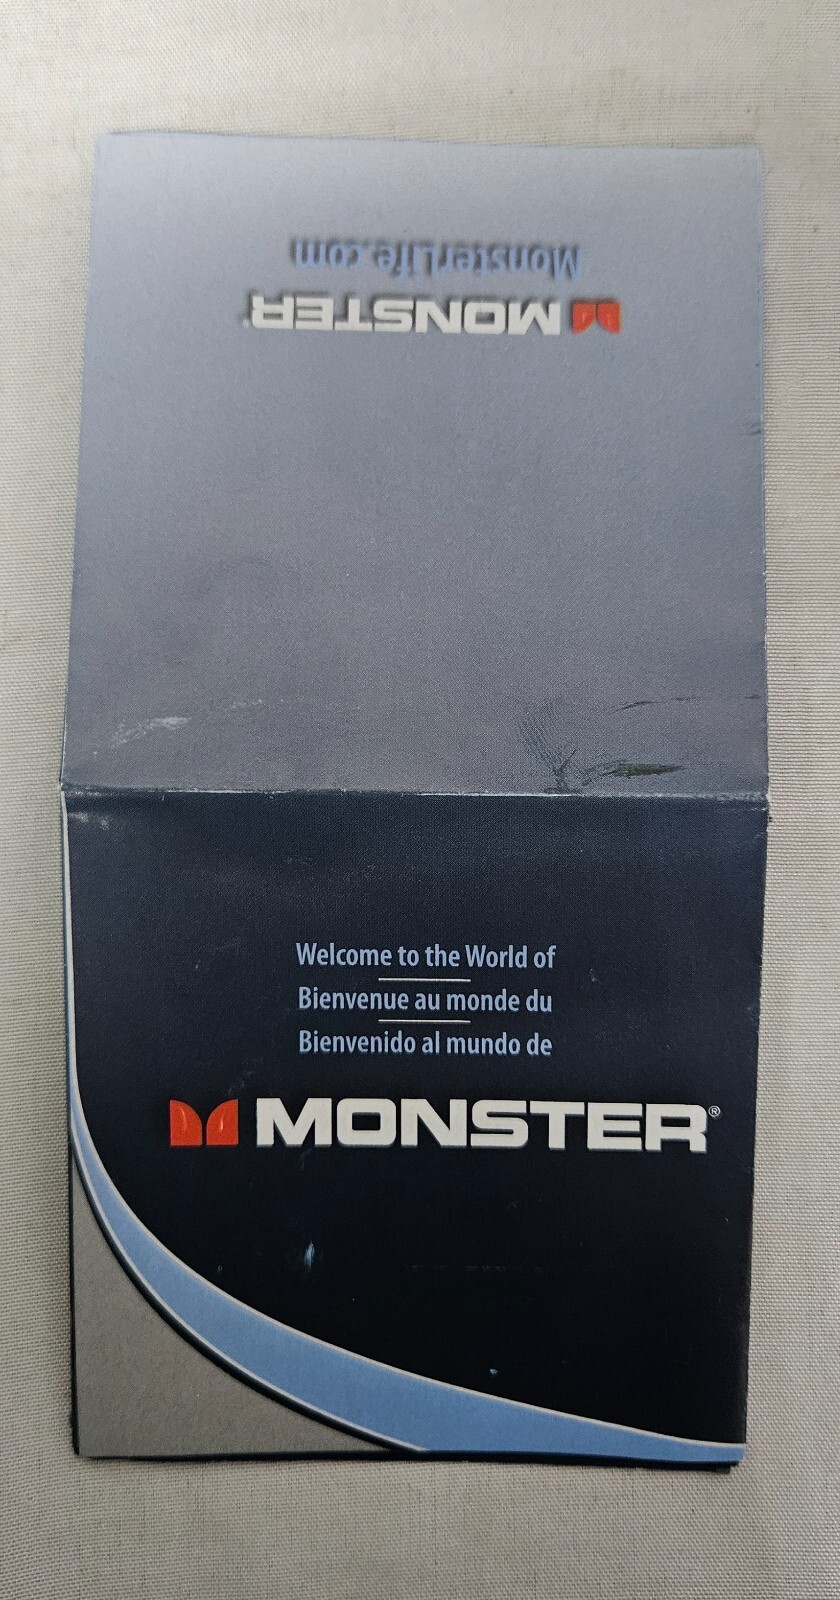 MonsterLife.com
MONSTER®
Welcome to the World of
Bienvenue au monde du
Bienvenido al mundo de
MONSTER®